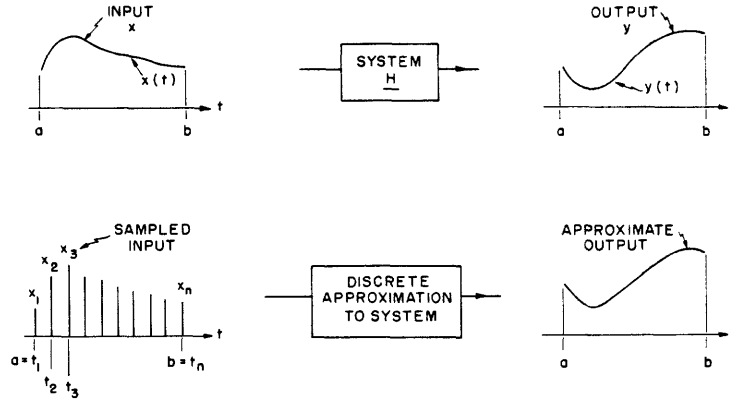 INPUT
x
x(t)
t
a
b
SYSTEM
H
OUTPUT
y
y(t)
t
a
b
SAMPLED
INPUT
x₁
x₂
x₃
xₙ
t
a = t₁
t₂
t₃
b = tₙ
DISCRETE
APPROXIMATION
TO SYSTEM
APPROXIMATE
OUTPUT
a
b